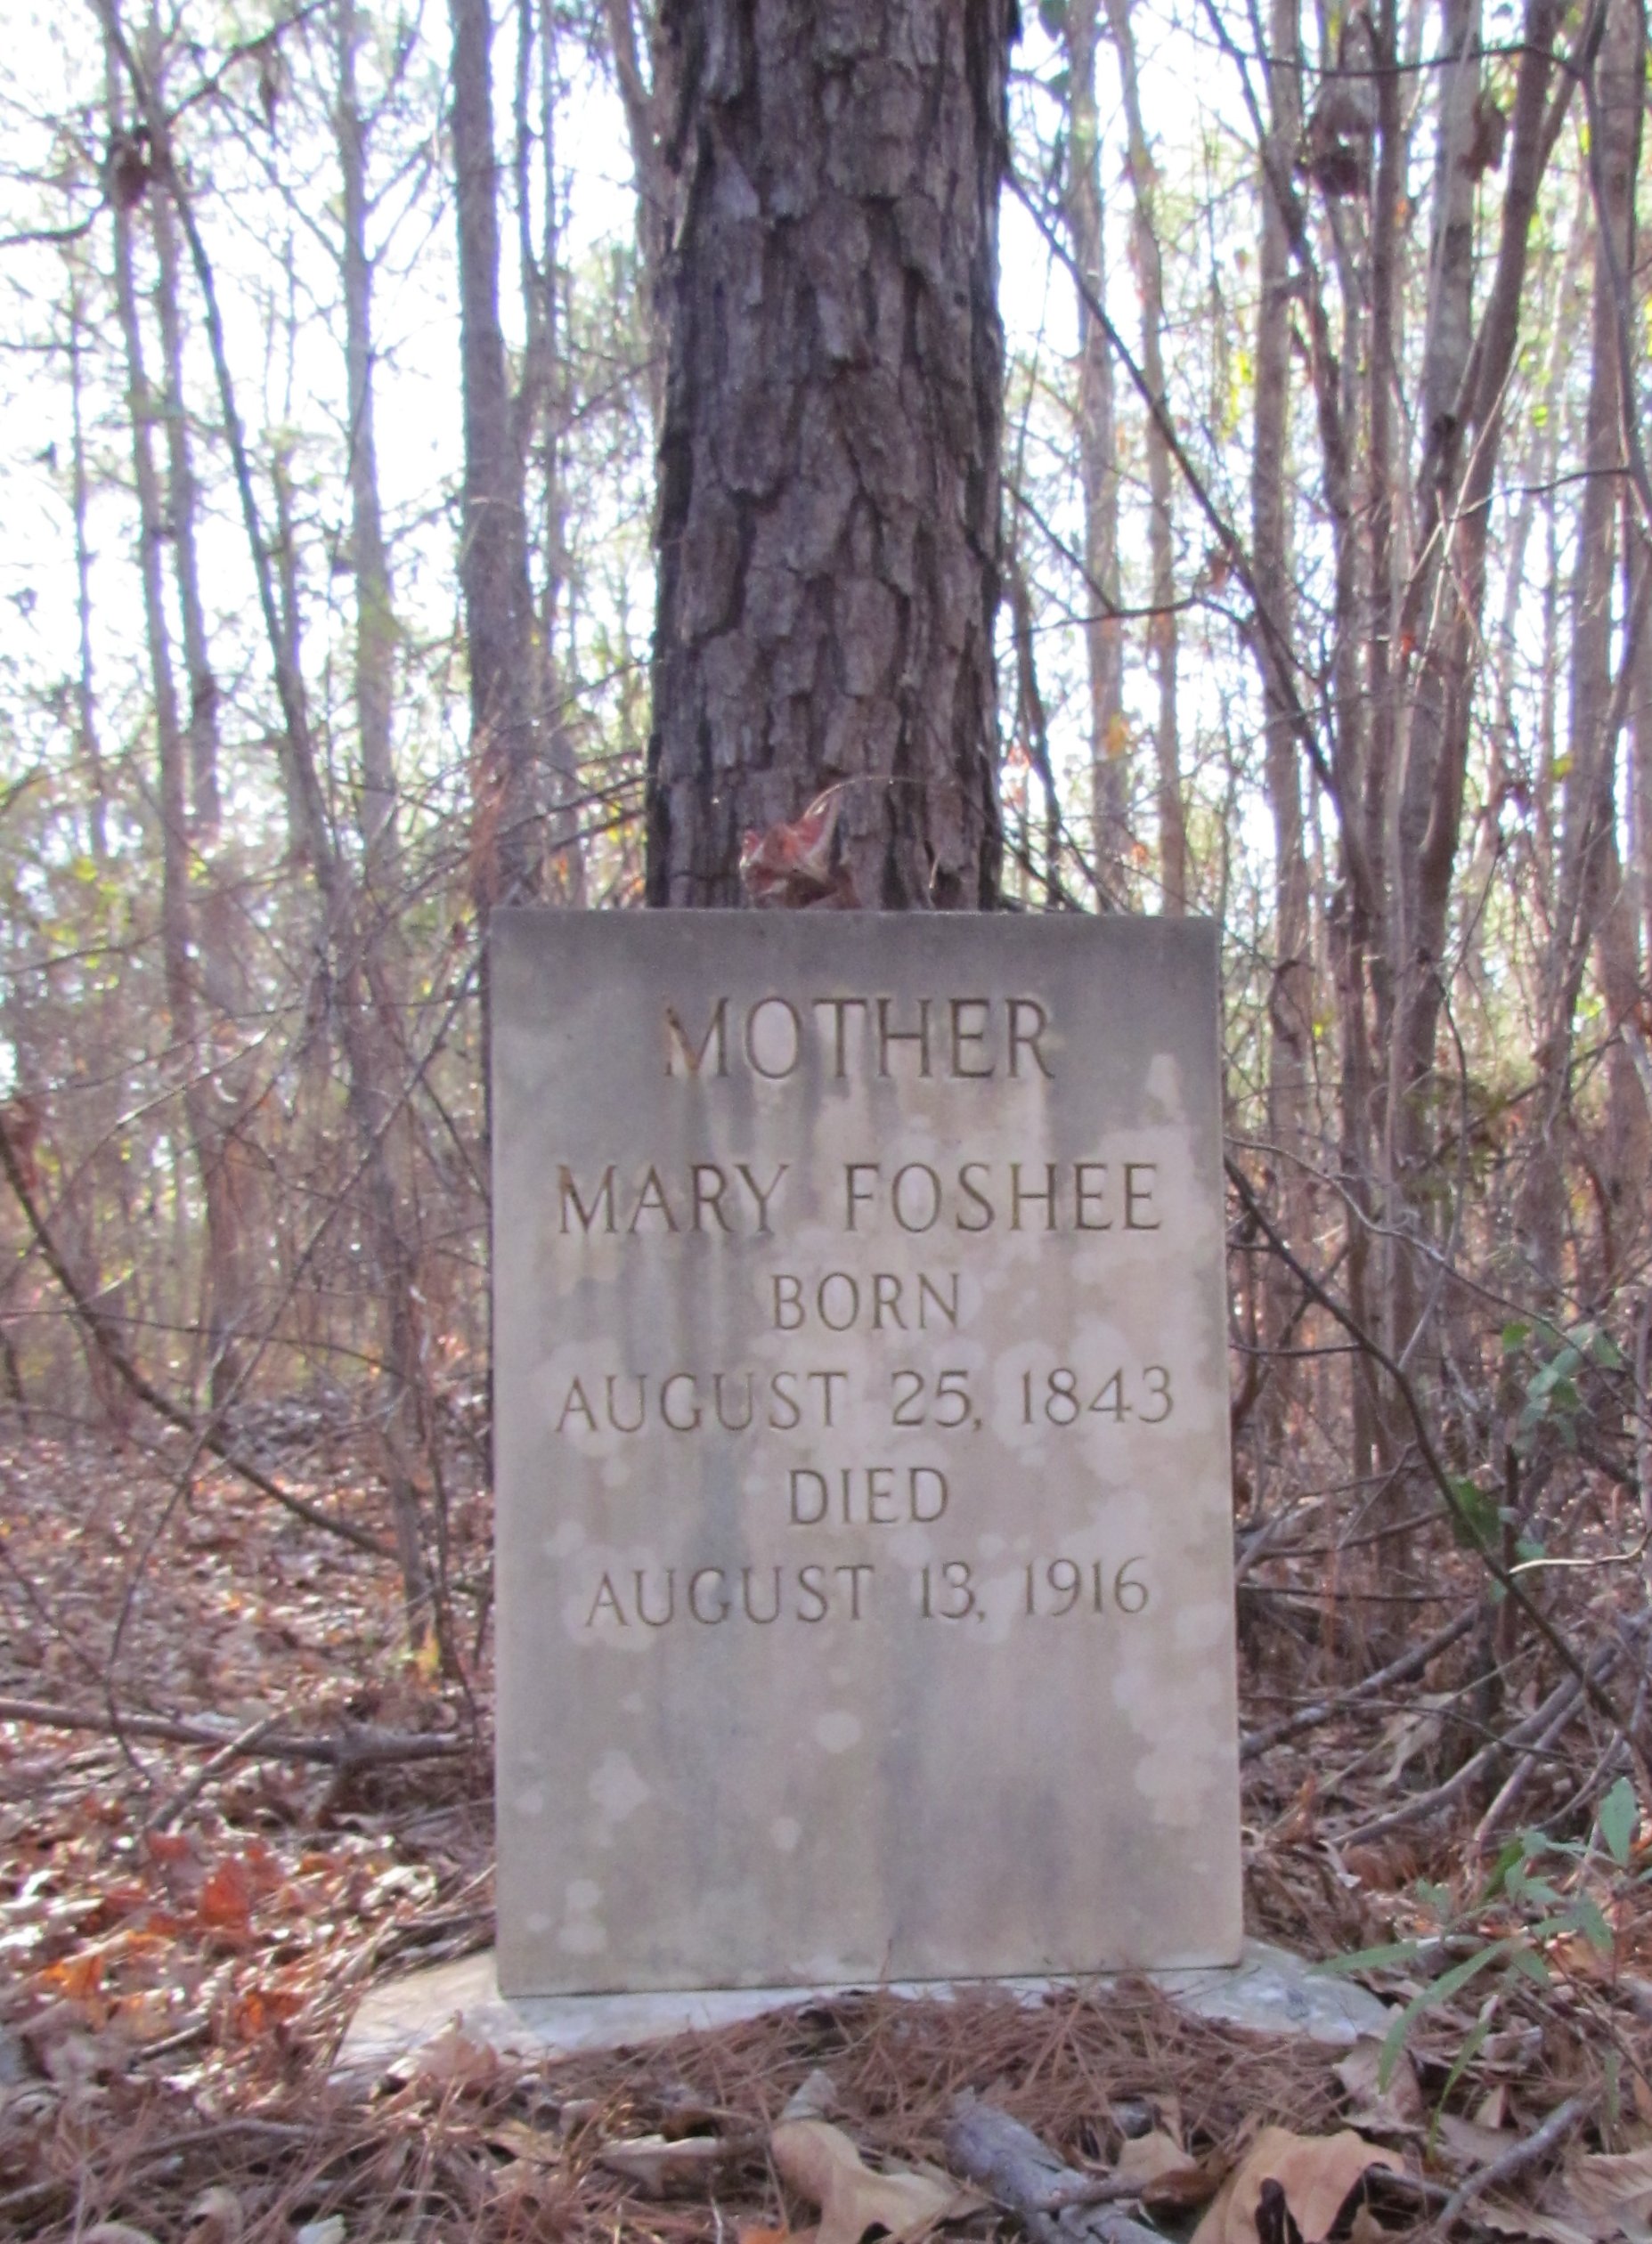 MOTHER
MARY FOSHEE
BORN
AUGUST 25, 1843
DIED
AUGUST 13, 1916